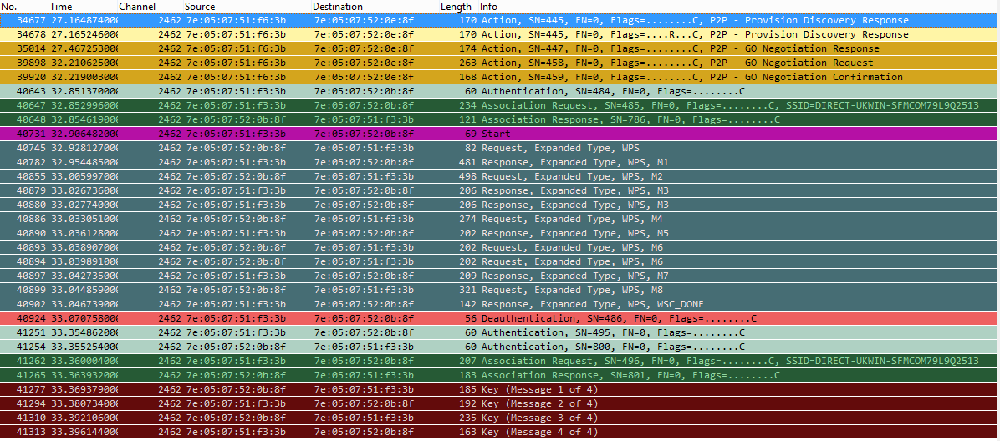 No. Time Channel Source Destination Length Info
34677 27.164874000 2462 7e:05:07:51:f6:3b 7e:05:07:52:0e:8f 170 Action, SN=445, FN=0, Flags=........C, P2P - Provision Discovery Response
34678 27.165246000 2462 7e:05:07:51:f6:3b 7e:05:07:52:0e:8f 170 Action, SN=445, FN=0, Flags=....R...C, P2P - Provision Discovery Response
35014 27.467253000 2462 7e:05:07:51:f6:3b 7e:05:07:52:0e:8f 174 Action, SN=447, FN=0, Flags=........C, P2P - GO Negotiation Response
39898 32.210625000 2462 7e:05:07:51:f6:3b 7e:05:07:52:0e:8f 263 Action, SN=458, FN=0, Flags=........C, P2P - GO Negotiation Request
39920 32.219003000 2462 7e:05:07:51:f6:3b 7e:05:07:52:0e:8f 168 Action, SN=459, FN=0, Flags=........C, P2P - GO Negotiation Confirmation
40643 32.851370000 2462 7e:05:07:51:f3:3b 7e:05:07:52:0b:8f 60 Authentication, SN=484, FN=0, Flags=........C
40647 32.852996000 2462 7e:05:07:51:f3:3b 7e:05:07:52:0b:8f 234 Association Request, SN=485, FN=0, Flags=........C, SSID=DIRECT-UKWIN-SFMCOM79L9Q2513
40648 32.854619000 2462 7e:05:07:52:0b:8f 7e:05:07:51:f3:3b 121 Association Response, SN=786, FN=0, Flags=........C
40731 32.906482000 2462 7e:05:07:51:f3:3b 7e:05:07:52:0b:8f 69 Start
40745 32.928127000 2462 7e:05:07:52:0b:8f 7e:05:07:51:f3:3b 82 Request, Expanded Type, WPS
40782 32.954485000 2462 7e:05:07:51:f3:3b 7e:05:07:52:0b:8f 481 Response, Expanded Type, WPS, M1
40855 33.005997000 2462 7e:05:07:52:0b:8f 7e:05:07:51:f3:3b 498 Request, Expanded Type, WPS, M2
40879 33.026736000 2462 7e:05:07:51:f3:3b 7e:05:07:52:0b:8f 206 Response, Expanded Type, WPS, M3
40880 33.027740000 2462 7e:05:07:51:f3:3b 7e:05:07:52:0b:8f 206 Response, Expanded Type, WPS, M3
40886 33.033051000 2462 7e:05:07:52:0b:8f 7e:05:07:51:f3:3b 274 Request, Expanded Type, WPS, M4
40890 33.036128000 2462 7e:05:07:51:f3:3b 7e:05:07:52:0b:8f 202 Response, Expanded Type, WPS, M5
40893 33.038907000 2462 7e:05:07:52:0b:8f 7e:05:07:51:f3:3b 202 Request, Expanded Type, WPS, M6
40894 33.039891000 2462 7e:05:07:52:0b:8f 7e:05:07:51:f3:3b 202 Request, Expanded Type, WPS, M6
40897 33.042735000 2462 7e:05:07:51:f3:3b 7e:05:07:52:0b:8f 209 Response, Expanded Type, WPS, M7
40899 33.044859000 2462 7e:05:07:52:0b:8f 7e:05:07:51:f3:3b 321 Request, Expanded Type, WPS, M8
40902 33.046739000 2462 7e:05:07:51:f3:3b 7e:05:07:52:0b:8f 142 Response, Expanded Type, WPS, WSC_DONE
40924 33.070758000 2462 7e:05:07:51:f3:3b 7e:05:07:52:0b:8f 56 Deauthentication, SN=486, FN=0, Flags=........C
41251 33.354862000 2462 7e:05:07:51:f3:3b 7e:05:07:52:0b:8f 60 Authentication, SN=495, FN=0, Flags=........C
41254 33.355254000 2462 7e:05:07:52:0b:8f 7e:05:07:51:f3:3b 60 Authentication, SN=800, FN=0, Flags=........C
41262 33.360004000 2462 7e:05:07:51:f3:3b 7e:05:07:52:0b:8f 207 Association Request, SN=496, FN=0, Flags=........C, SSID=DIRECT-UKWIN-SFMCOM79L9Q2513
41265 33.363932000 2462 7e:05:07:52:0b:8f 7e:05:07:51:f3:3b 183 Association Response, SN=801, FN=0, Flags=........C
41277 33.369379000 2462 7e:05:07:52:0b:8f 7e:05:07:51:f3:3b 185 Key (Message 1 of 4)
41294 33.380734000 2462 7e:05:07:52:0b:8f 7e:05:07:51:f3:3b 192 Key (Message 2 of 4)
41310 33.392106000 2462 7e:05:07:52:0b:8f 7e:05:07:51:f3:3b 235 Key (Message 3 of 4)
41313 33.396144000 2462 7e:05:07:52:0b:8f 7e:05:07:51:f3:3b 163 Key (Message 4 of 4)